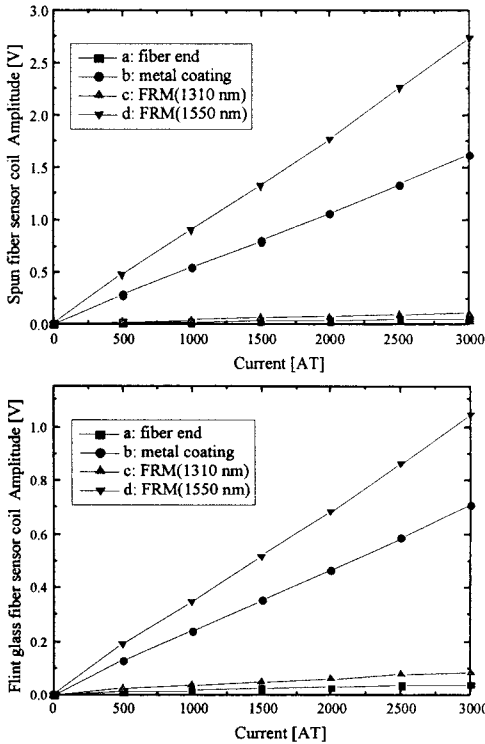 Spun fiber sensor coil Amplitude [V]
3.0
2.5
2.0
1.5
1.0
0.5
0.0
a: fiber end
b: metal coating
c: FRM(1310 nm)
d: FRM(1550 nm)
0 500 1000 1500 2000 2500 3000
Current [AT]
Flint glass fiber sensor coil Amplitude [V]
1.0
0.8
0.6
0.4
0.2
0.0
a: fiber end
b: metal coating
c: FRM(1310 nm)
d: FRM(1550 nm)
0 500 1000 1500 2000 2500 3000
Current [AT]